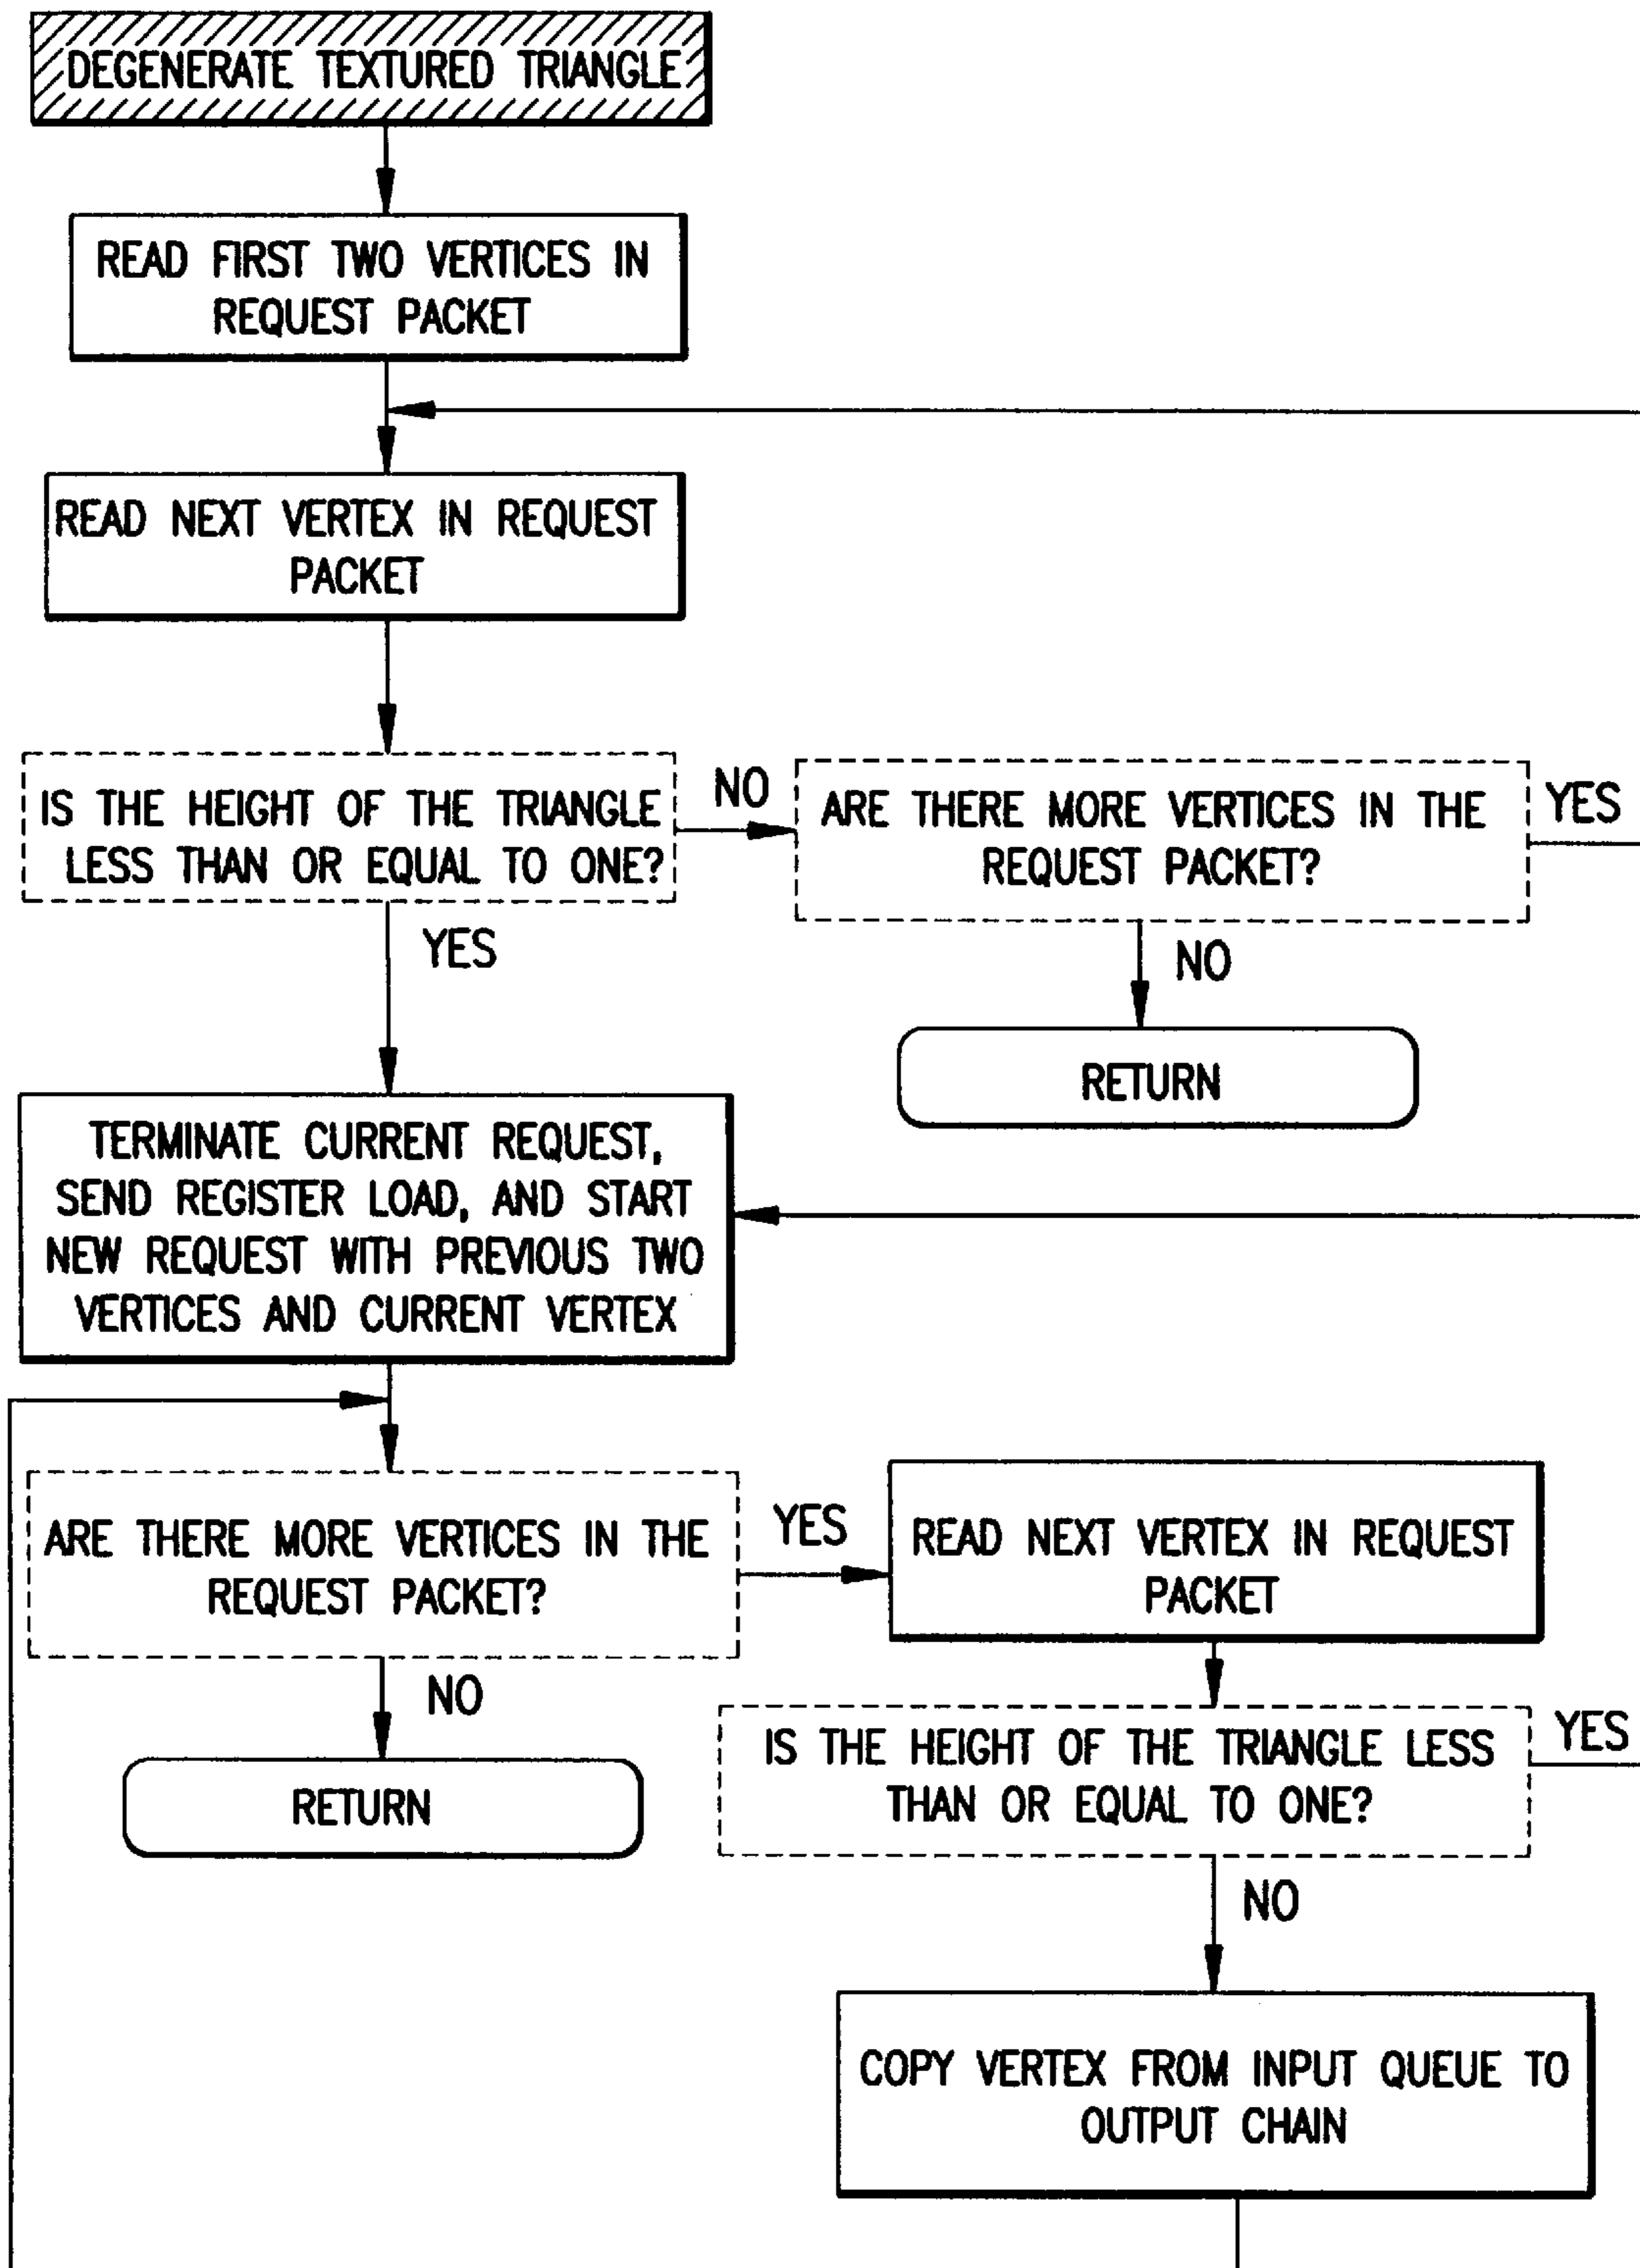 DEGENERATE TEXTURED TRIANGLE
READ FIRST TWO VERTICES IN
REQUEST PACKET
READ NEXT VERTEX IN REQUEST
PACKET
IS THE HEIGHT OF THE TRIANGLE
LESS THAN OR EQUAL TO ONE?
NO
ARE THERE MORE VERTICES IN THE
REQUEST PACKET?
YES
YES
NO
RETURN
TERMINATE CURRENT REQUEST,
SEND REGISTER LOAD, AND START
NEW REQUEST WITH PREVIOUS TWO
VERTICES AND CURRENT VERTEX
ARE THERE MORE VERTICES IN THE
REQUEST PACKET?
YES
READ NEXT VERTEX IN REQUEST
PACKET
NO
RETURN
IS THE HEIGHT OF THE TRIANGLE LESS
THAN OR EQUAL TO ONE?
YES
NO
COPY VERTEX FROM INPUT QUEUE TO
OUTPUT CHAIN